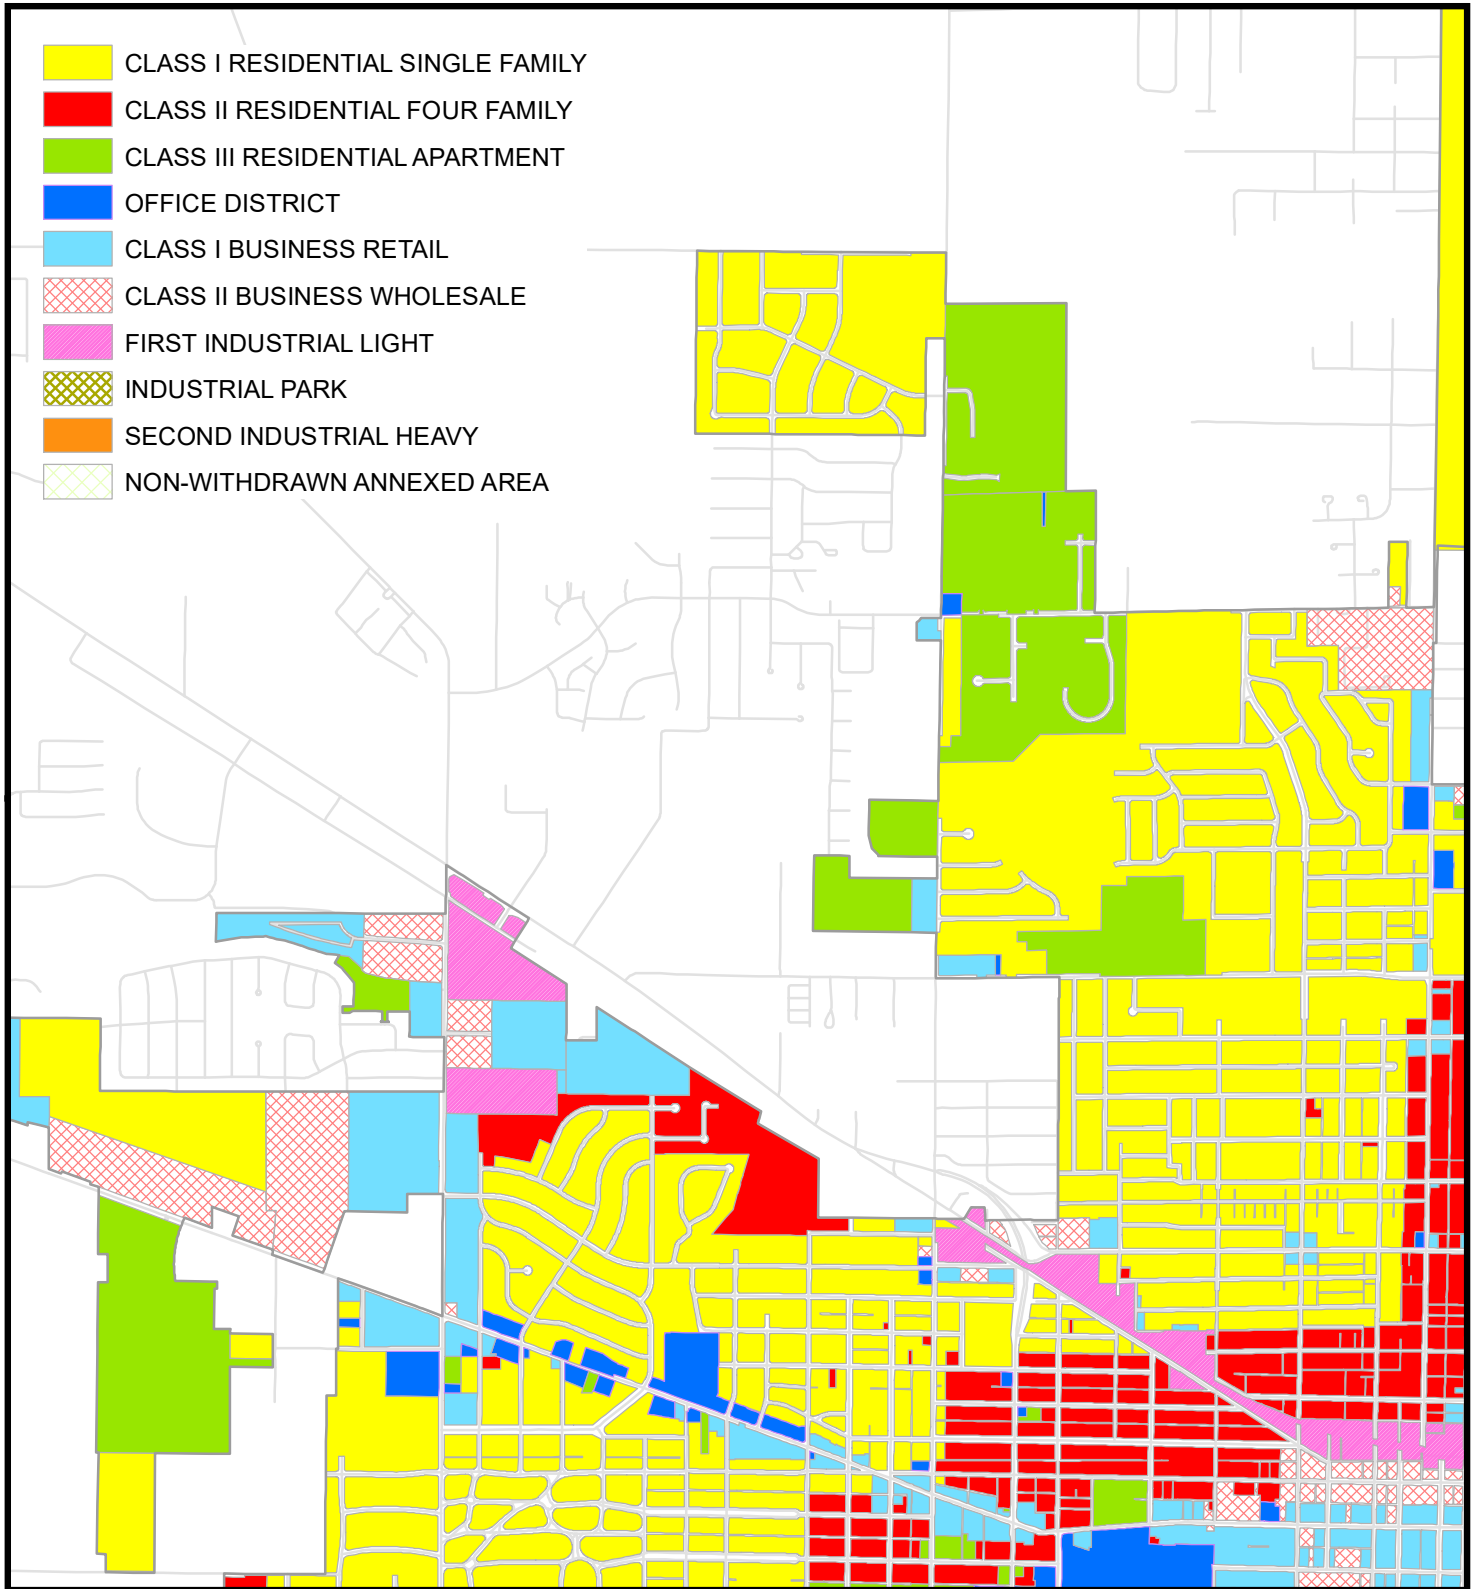 CLASS I RESIDENTIAL SINGLE FAMILY
CLASS II RESIDENTIAL FOUR FAMILY
CLASS III RESIDENTIAL APARTMENT
OFFICE DISTRICT
CLASS I BUSINESS RETAIL
CLASS II BUSINESS WHOLESALE
FIRST INDUSTRIAL LIGHT
INDUSTRIAL PARK
SECOND INDUSTRIAL HEAVY
NON-WITHDRAWN ANNEXED AREA